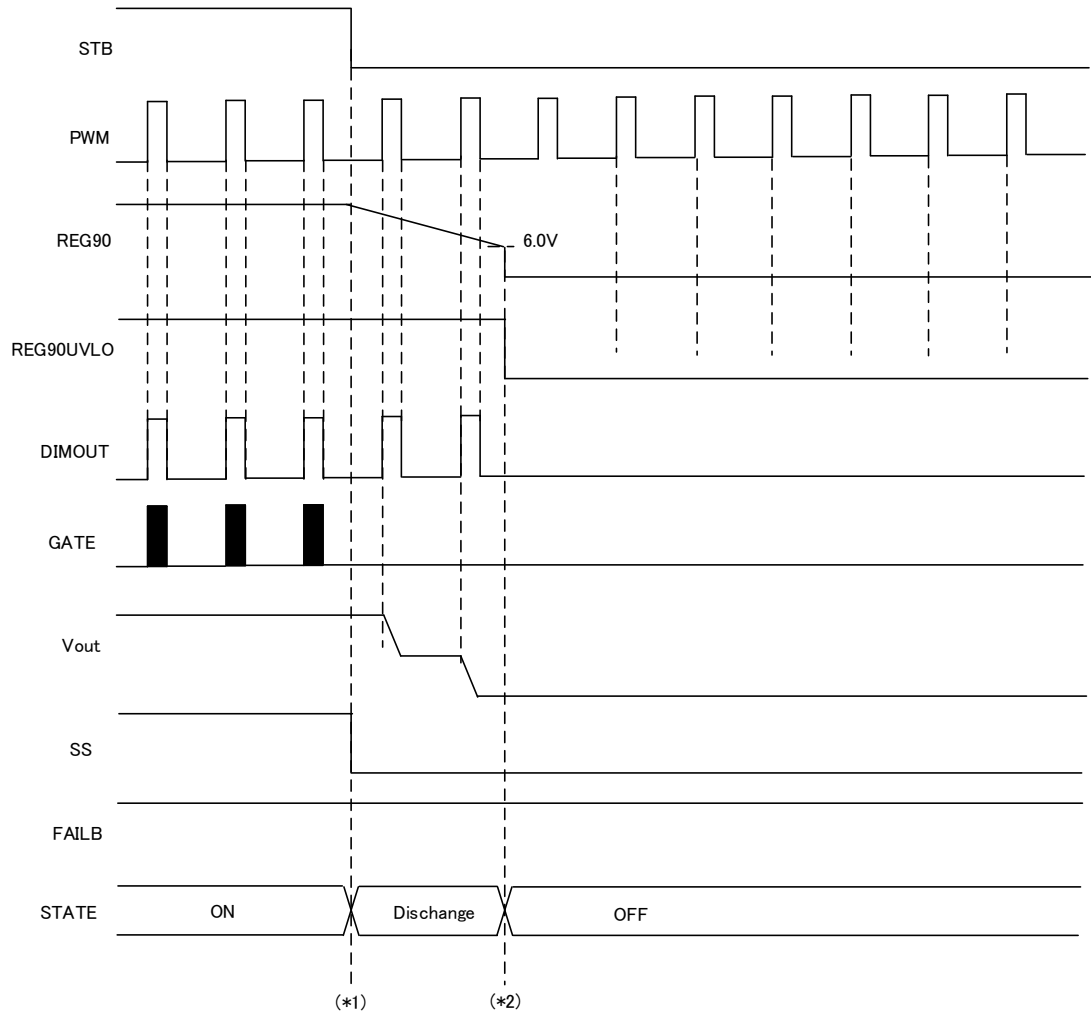 STB
PWM
REG90
6.0V
REG90UVLO
DIMOUT
GATE
Vout
SS
FAILB
STATE
ON
Dischange
OFF
(*1)
(*2)